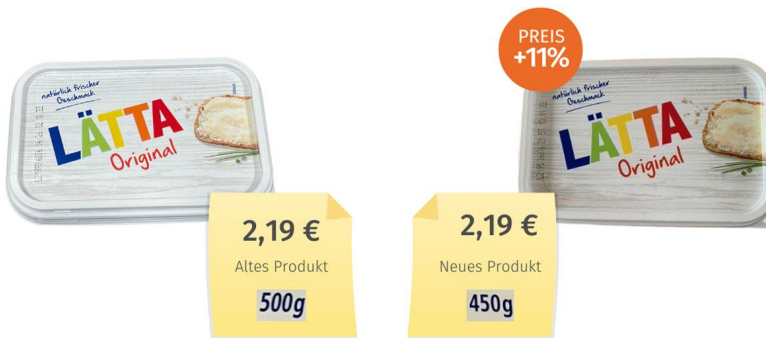 natürlich frischer
Geschmack
LÄTTA
Original
2,19 €
Altes Produkt
500g
PREIS
+11%
natürlich frischer
Geschmack
LÄTTA
Original
2,19 €
Neues Produkt
450g